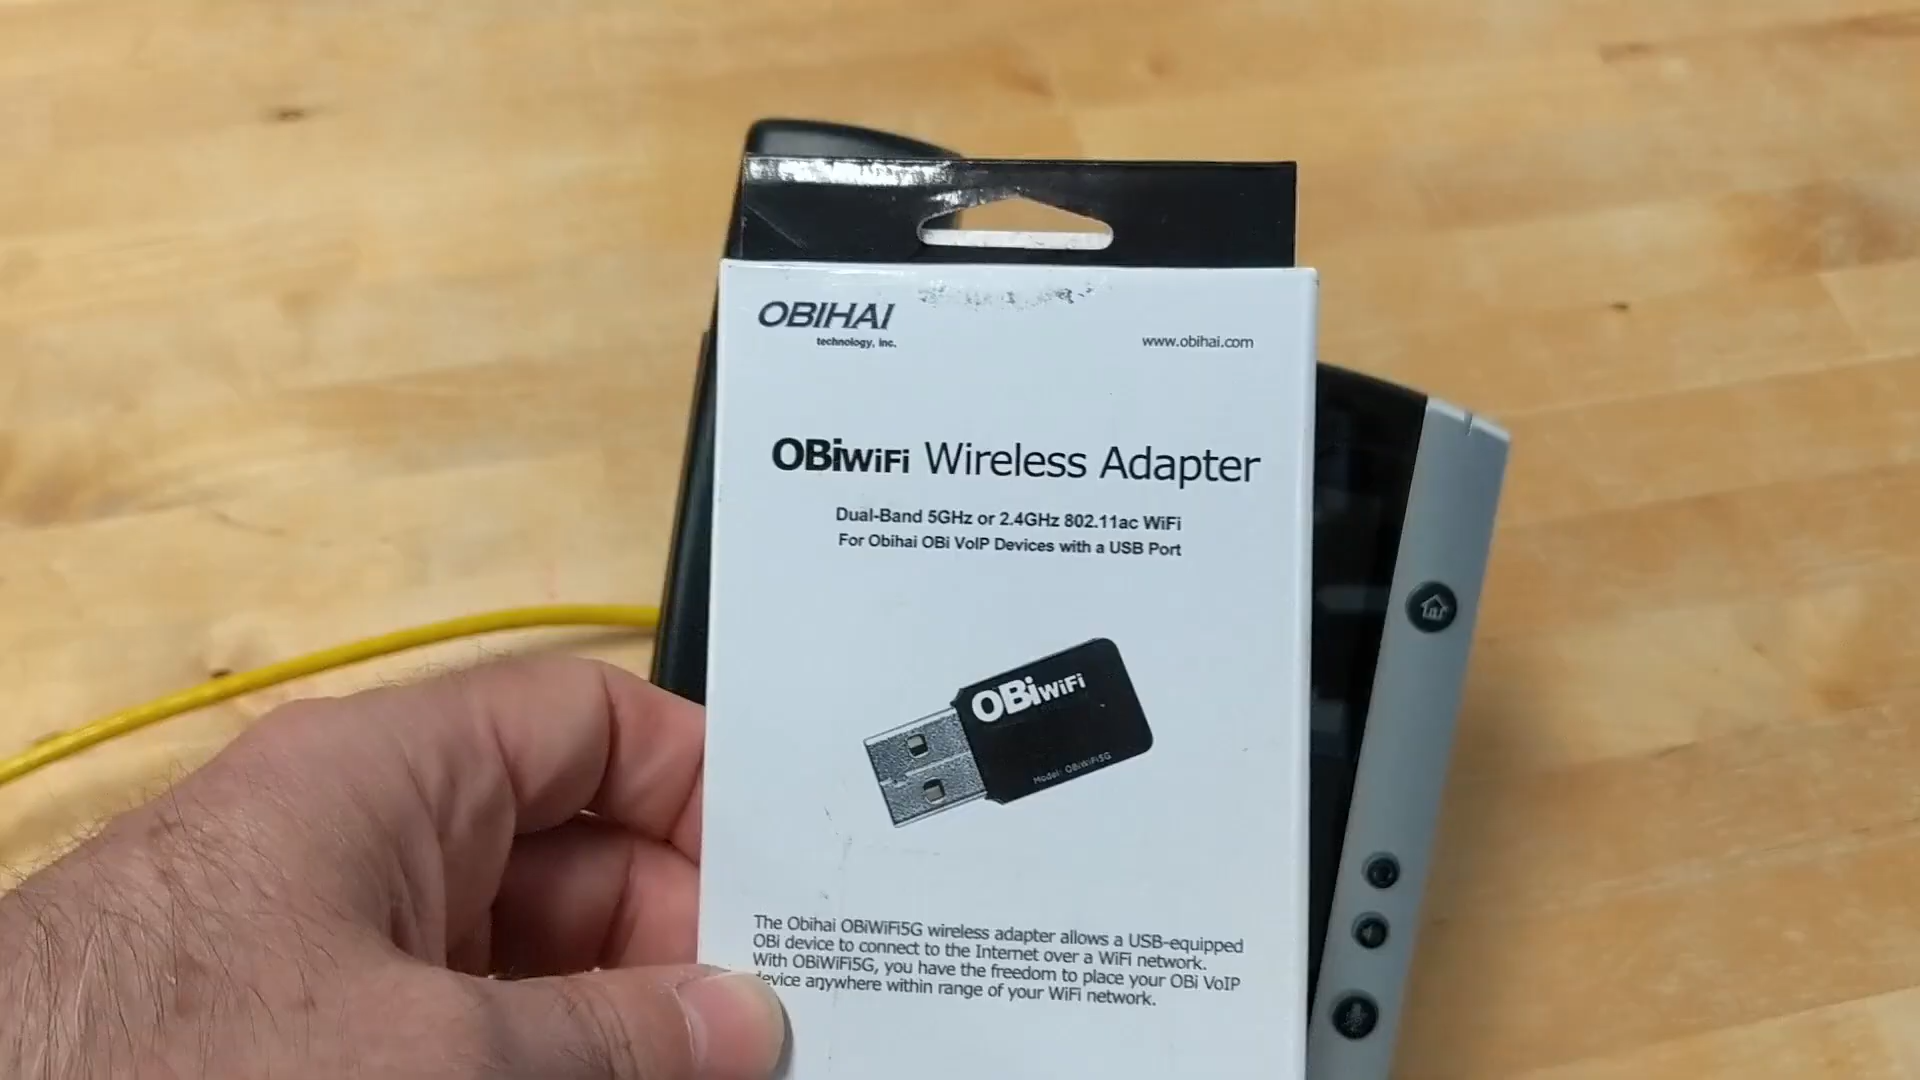 OBIHAI
technology, inc.
www.obihai.com
OBiWiFi Wireless Adapter
Dual-Band 5GHz or 2.4GHz 802.11ac WiFi
For Obihai OBi VoIP Devices with a USB Port
OBiWiFi
Model: OBiWiFi5G
The Obihai OBiWiFi5G wireless adapter allows a USB-equipped
OBi device to connect to the Internet over a WiFi network.
With OBiWiFi5G, you have the freedom to place your OBi VoIP
device anywhere within range of your WiFi network.